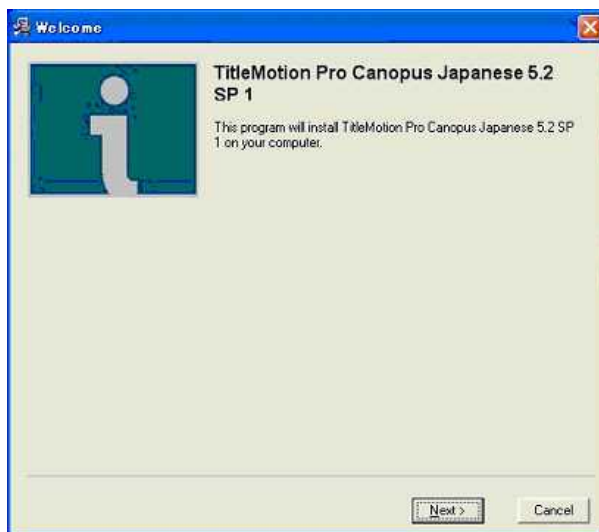 Welcome
TitleMotion Pro Canopus Japanese 5.2
SP 1
This program will install TitleMotion Pro Canopus Japanese 5.2 SP
1 on your computer.
Next >
Cancel